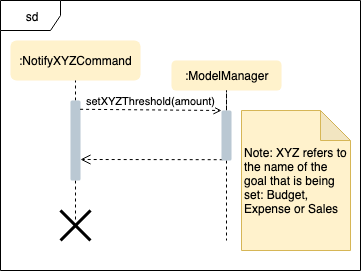 sd
:NotifyXYZCommand
:ModelManager
setXYZThreshold(amount)
Note: XYZ refers to
the name of the
goal that is being
set: Budget,
Expense or Sales